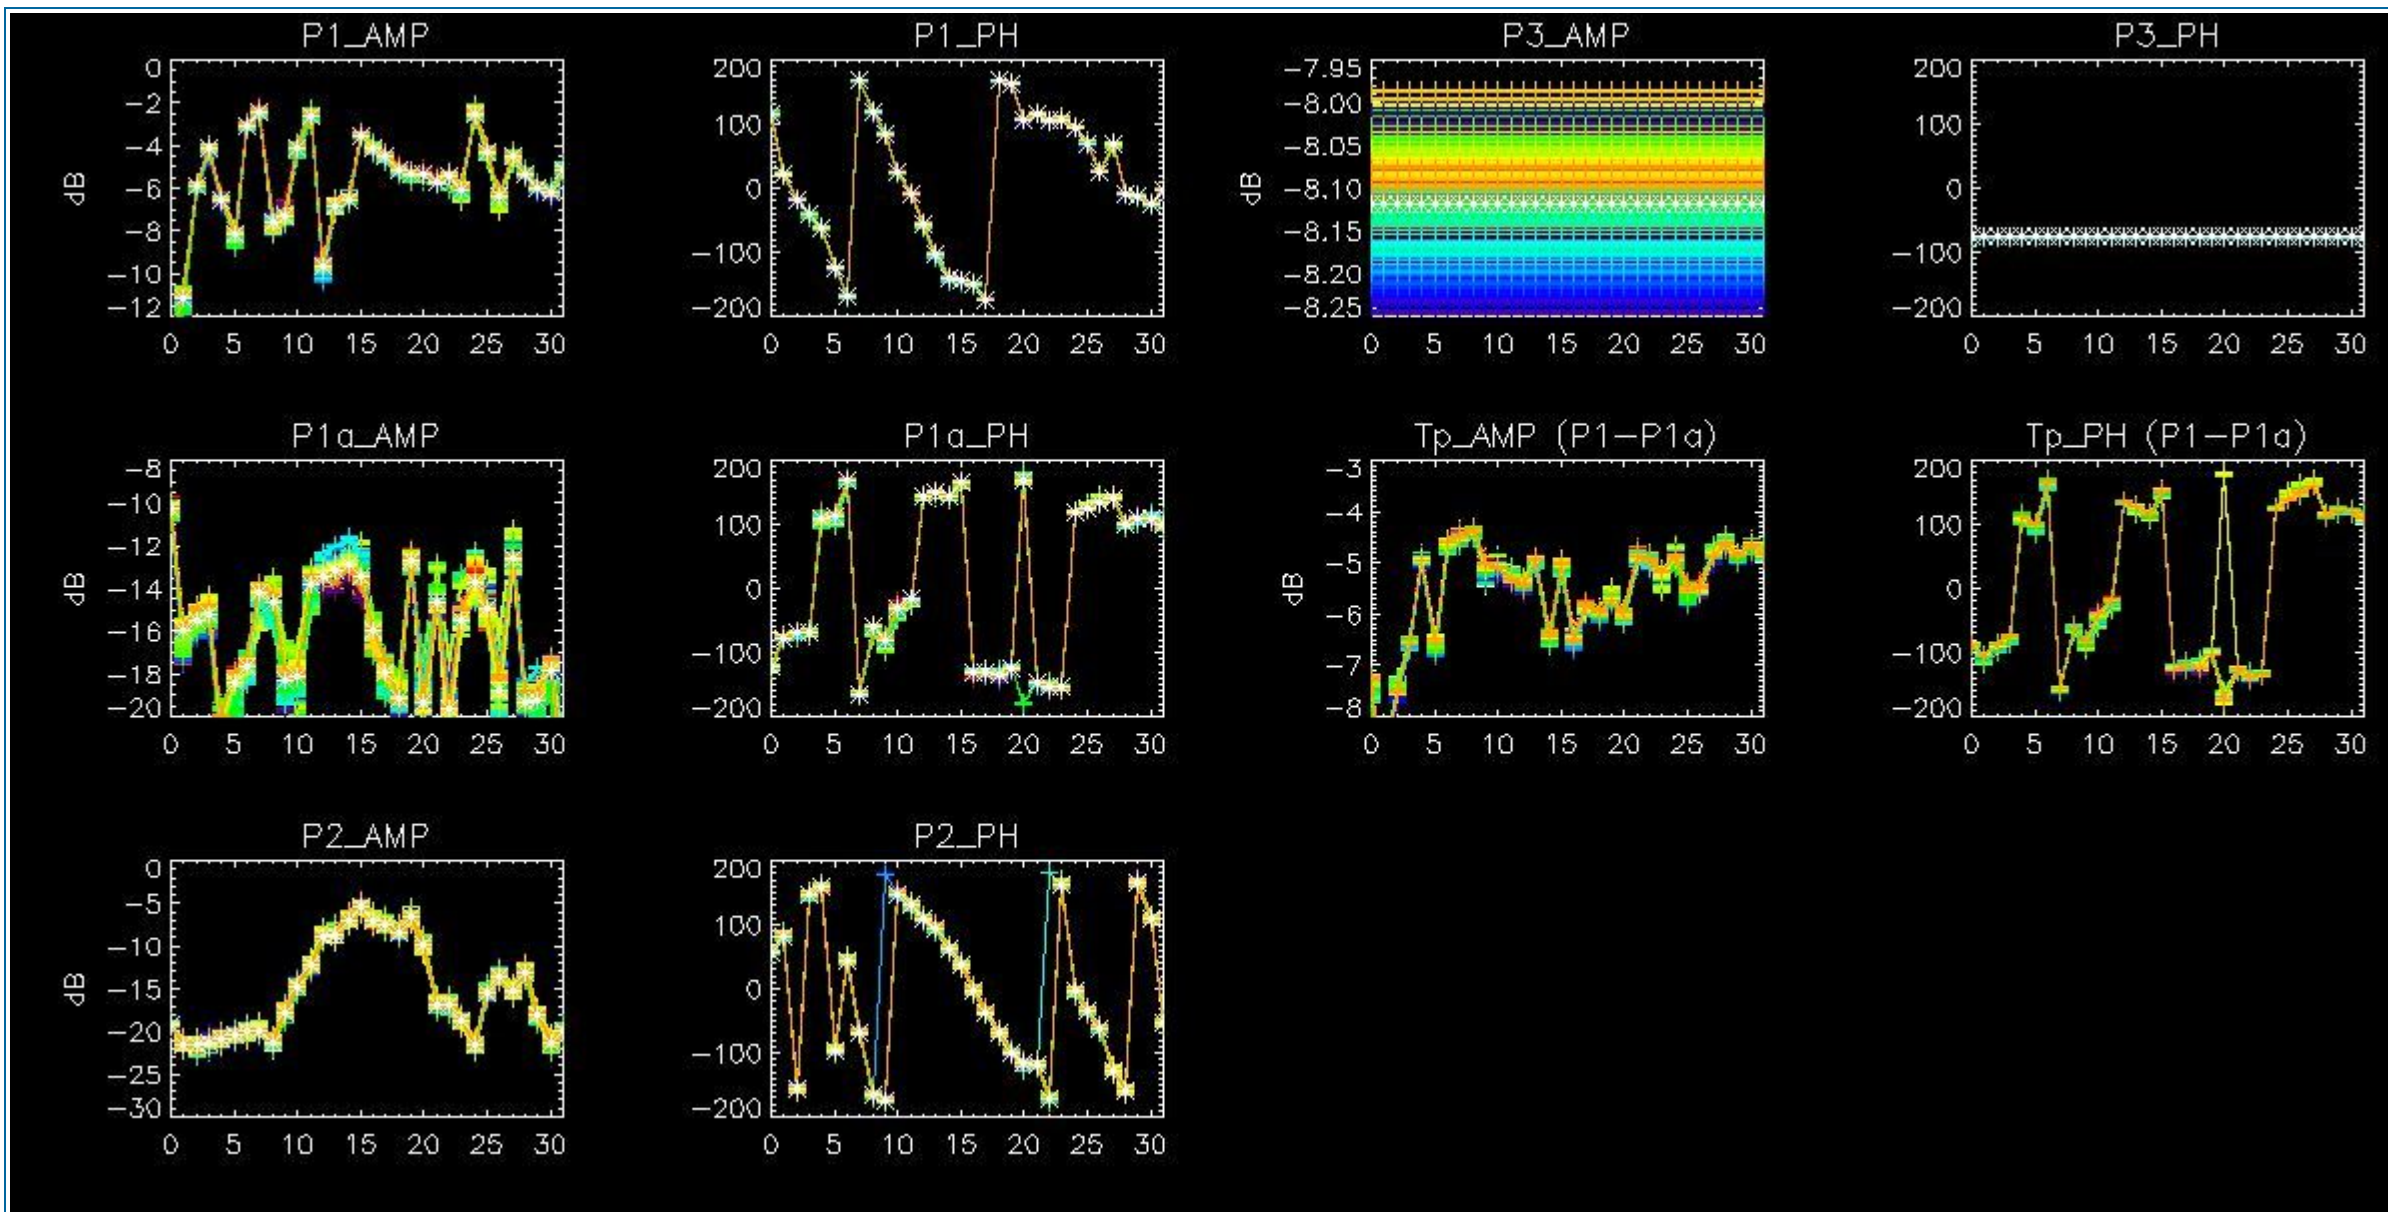 P1_AMP
0
−2
−4
−6
−8
−10
−12
dB
0 5 10 15 20 25 30
P1_PH
200
100
0
−100
−200
0 5 10 15 20 25 30
P3_AMP
−7.95
−8.00
−8.05
−8.10
−8.15
−8.20
−8.25
dB
0 5 10 15 20 25 30
P3_PH
200
100
0
−100
−200
0 5 10 15 20 25 30
P1a_AMP
−8
−10
−12
−14
−16
−18
−20
dB
0 5 10 15 20 25 30
P1a_PH
200
100
0
−100
−200
0 5 10 15 20 25 30
Tp_AMP (P1−P1a)
−3
−4
−5
−6
−7
−8
dB
0 5 10 15 20 25 30
Tp_PH (P1−P1a)
200
100
0
−100
−200
0 5 10 15 20 25 30
P2_AMP
0
−5
−10
−15
−20
−25
−30
dB
0 5 10 15 20 25 30
P2_PH
200
100
0
−100
−200
0 5 10 15 20 25 30